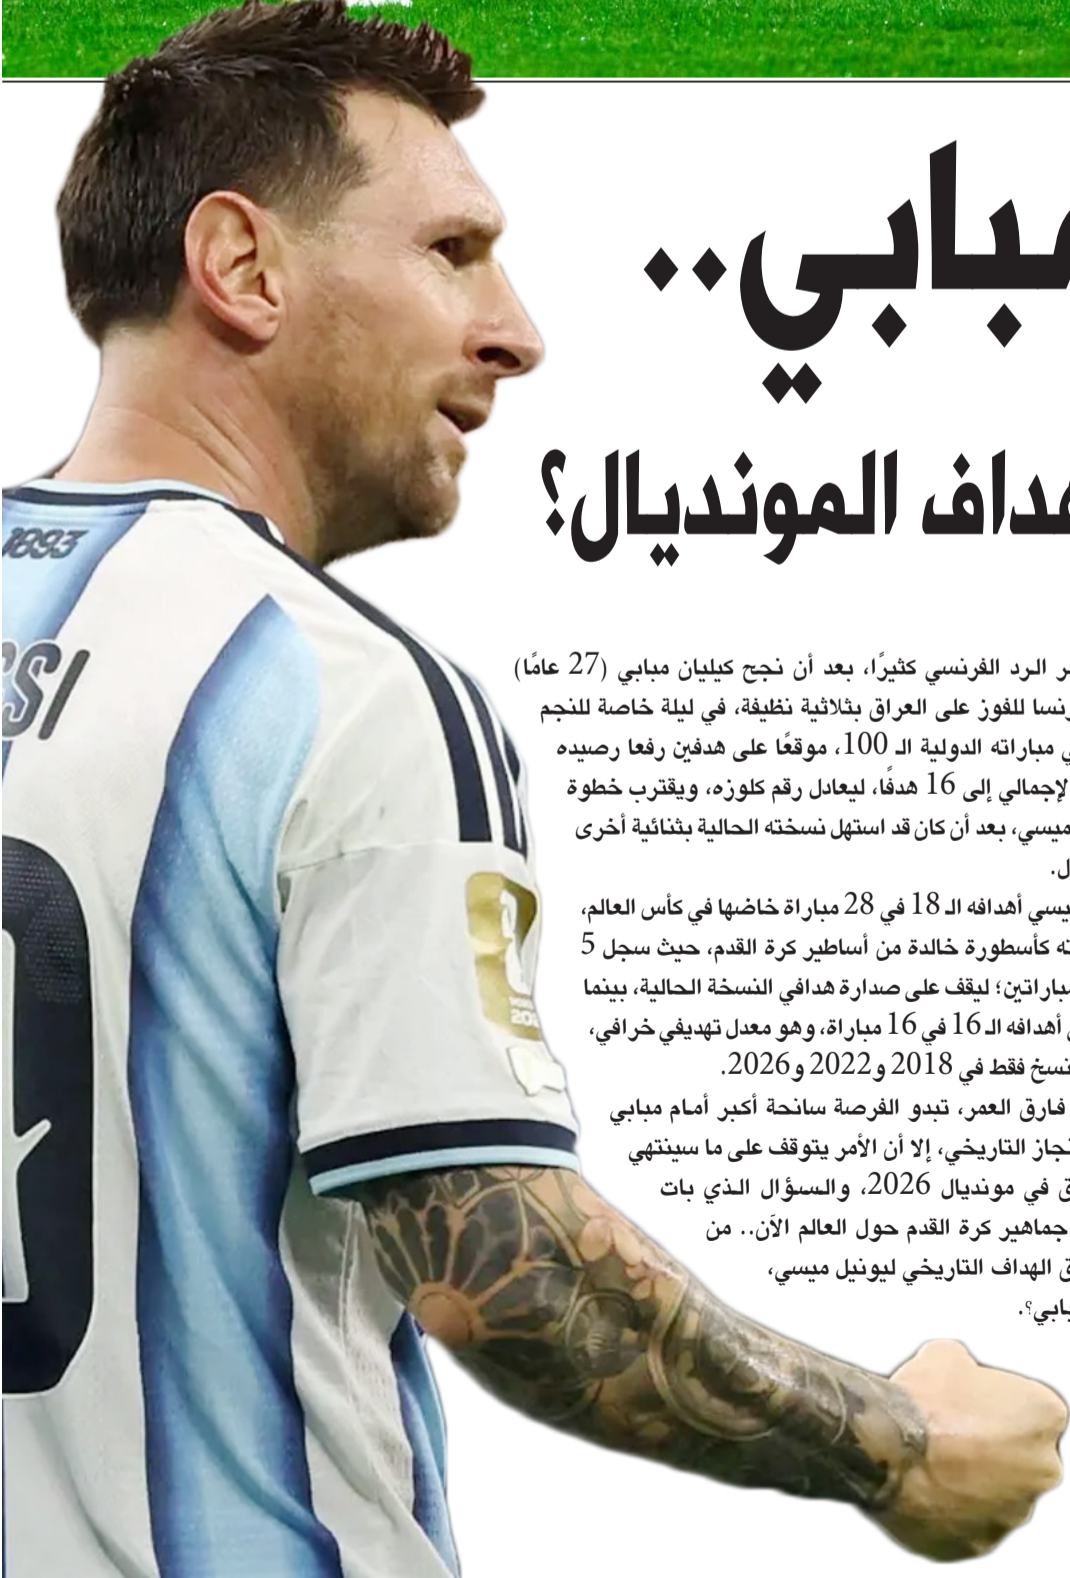 مبابي..
هداف المونديال؟
ر الرد الفرنسي كثيرًا، بعد أن نجح كيليان مبابي (27 عامًا)
رنسا للفوز على العراق بثلاثية نظيفة، في ليلة خاصة للنجم
ي مباراته الدولية الـ 100، موقعًا على هدفين رفعا رصيده
لإجمالي إلى 16 هدفًا، ليعادل رقم كلوزه، ويقترب خطوة
ميسي، بعد أن كان قد استهل نسخته الحالية بثنائية أخرى
ل.
يسي أهدافه الـ 18 في 28 مباراة خاضها في كأس العالم،
ته كأسطورة خالدة من أساطير كرة القدم، حيث سجل 5
مباراتين؛ ليقف على صدارة هدافي النسخة الحالية، بينما
ي أهدافه الـ 16 في 16 مباراة، وهو معدل تهديفي خرافي،
نسخ فقط في 2018 و2022 و2026.
فارق العمر، تبدو الفرصة سانحة أكبر أمام مبابي
نجاز التاريخي، إلا أن الأمر يتوقف على ما سينتهي
ق في مونديال 2026، والسؤال الذي بات
جماهير كرة القدم حول العالم الآن.. من
ق الهداف التاريخي ليونيل ميسي،
بابي؟.
1893
SSI